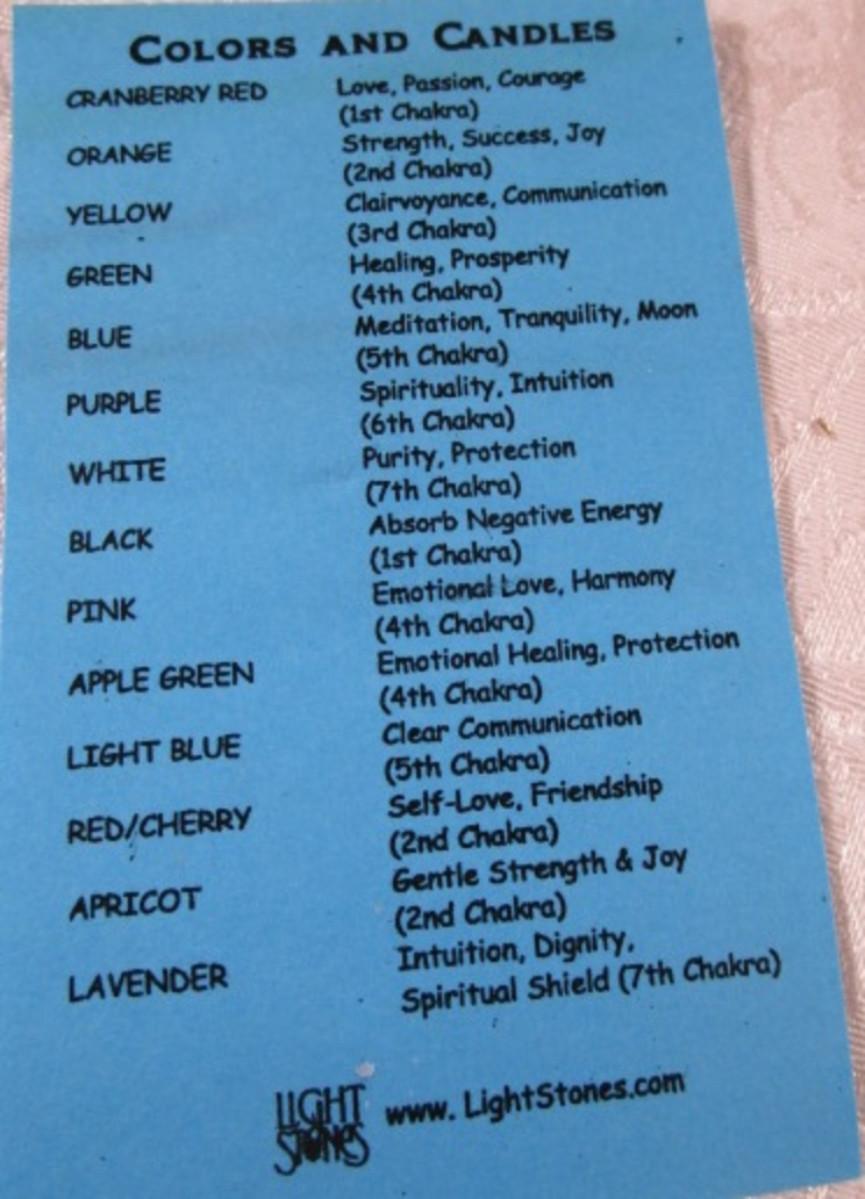 COLORS AND CANDLES
CRANBERRY RED Love, Passion, Courage
(1st Chakra)
ORANGE Strength, Success, Joy
(2nd Chakra)
YELLOW Clairvoyance, Communication
(3rd Chakra)
GREEN Healing, Prosperity
(4th Chakra)
BLUE Meditation, Tranquility, Moon
(5th Chakra)
PURPLE Spirituality, Intuition
(6th Chakra)
WHITE Purity, Protection
(7th Chakra)
BLACK Absorb Negative Energy
(1st Chakra)
PINK Emotional Love, Harmony
(4th Chakra)
APPLE GREEN Emotional Healing, Protection
(4th Chakra)
LIGHT BLUE Clear Communication
(5th Chakra)
RED/CHERRY Self-Love, Friendship
(2nd Chakra)
APRICOT Gentle Strength & Joy
(2nd Chakra)
LAVENDER Intuition, Dignity,
Spiritual Shield (7th Chakra)
LIGHT
STONES
www. LightStones.com